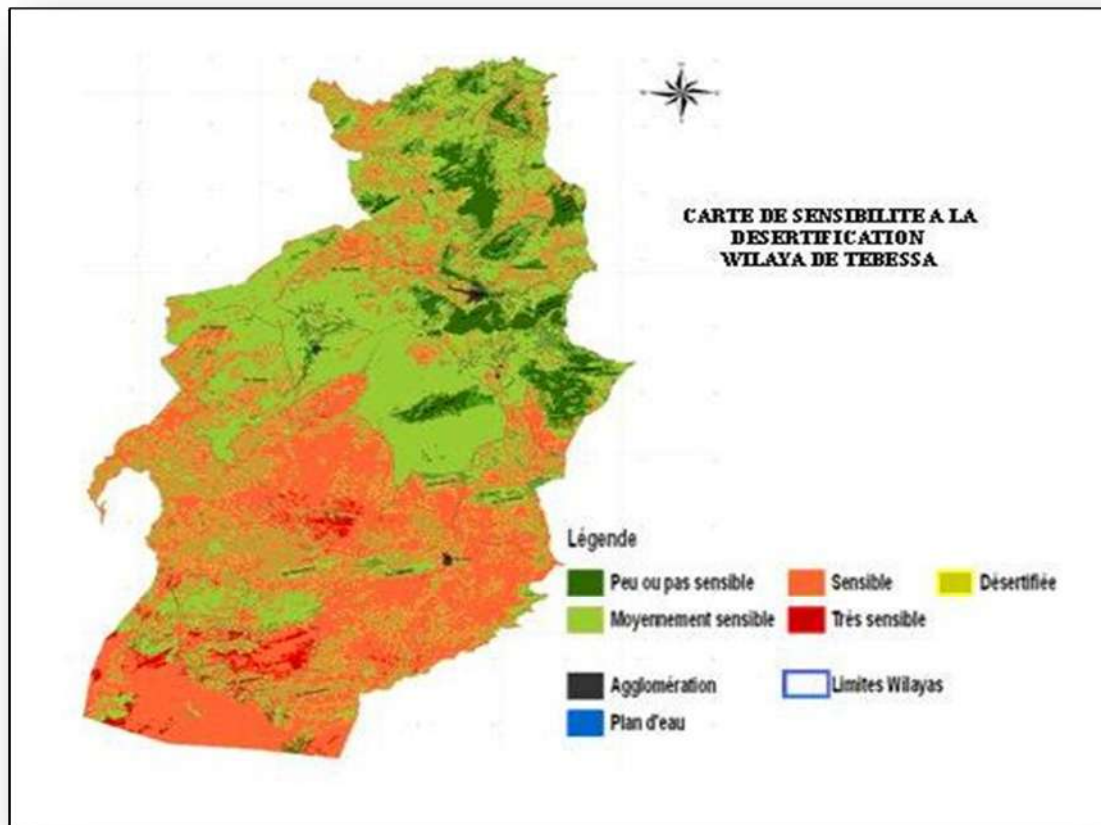 CARTE DE SENSIBILITE A LA
DESERTIFICATION
WILAYA DE TEBESSA
Légende
Peu ou pas sensible
Sensible
Désertifiée
Moyennement sensible
Très sensible
Agglomération
Limites Wilayas
Plan d'eau